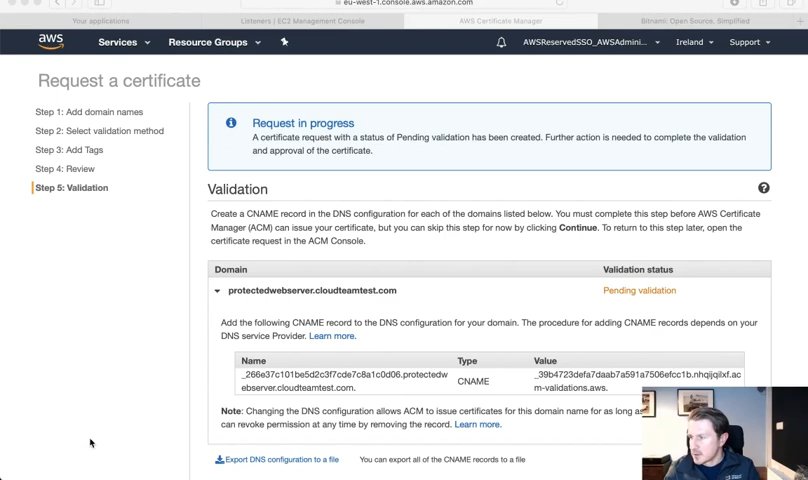 eu-west-1.console.aws.amazon.com
Your applications
Listeners | EC2 Management Console
AWS Certificate Manager
Bitnami: Open Source, Simplified
aws
Services
Resource Groups
AWSReservedSSO_AWSAdmini...
Ireland
Support
Request a certificate
Step 1: Add domain names
Step 2: Select validation method
Step 3: Add Tags
Step 4: Review
Step 5: Validation
Request in progress
A certificate request with a status of Pending validation has been created. Further action is needed to complete the validation
and approval of the certificate.
Validation
Create a CNAME record in the DNS configuration for each of the domains listed below. You must complete this step before AWS Certificate
Manager (ACM) can issue your certificate, but you can skip this step for now by clicking Continue. To return to this step later, open the
certificate request in the ACM Console.
Domain
Validation status
protectedwebserver.cloudteamtest.com
Pending validation
Add the following CNAME record to the DNS configuration for your domain. The procedure for adding CNAME records depends on your
DNS service Provider. Learn more.
Name
Type
Value
_266e37c101be5d2c3f7cde7c8a1c0d06.protectedw
ebserver.cloudteamtest.com.
CNAME
_39b4723defa7daab7a591a7506efcc1b.nhqijqilxf.ac
m-validations.aws.
Note: Changing the DNS configuration allows ACM to issue certificates for this domain name for as long as
can revoke permission at any time by removing the record. Learn more.
Export DNS configuration to a file
You can export all of the CNAME records to a file